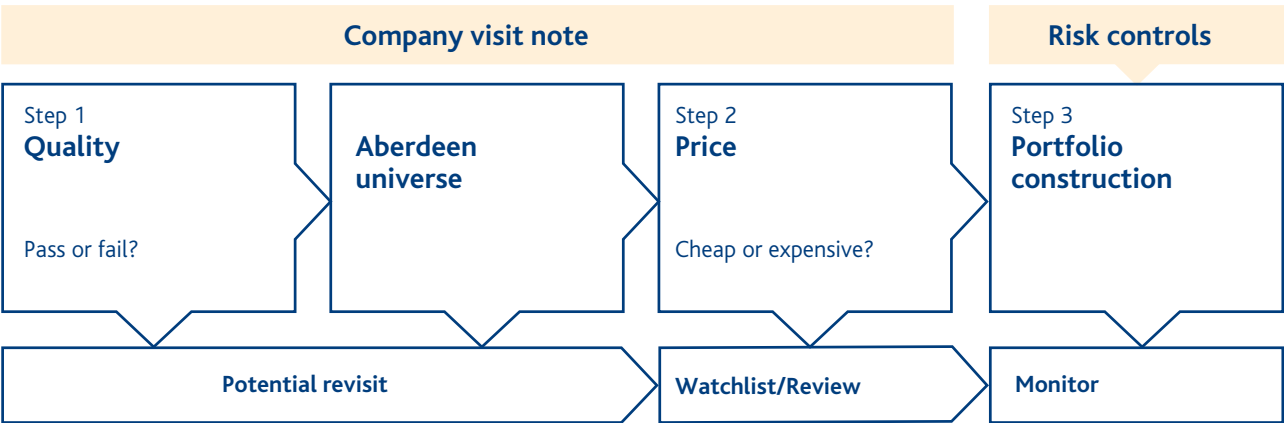 Company visit note
Risk controls
Step 1
Quality
Pass or fail?
Aberdeen
universe
Step 2
Price
Cheap or expensive?
Step 3
Portfolio
construction
Potential revisit
Watchlist/Review
Monitor